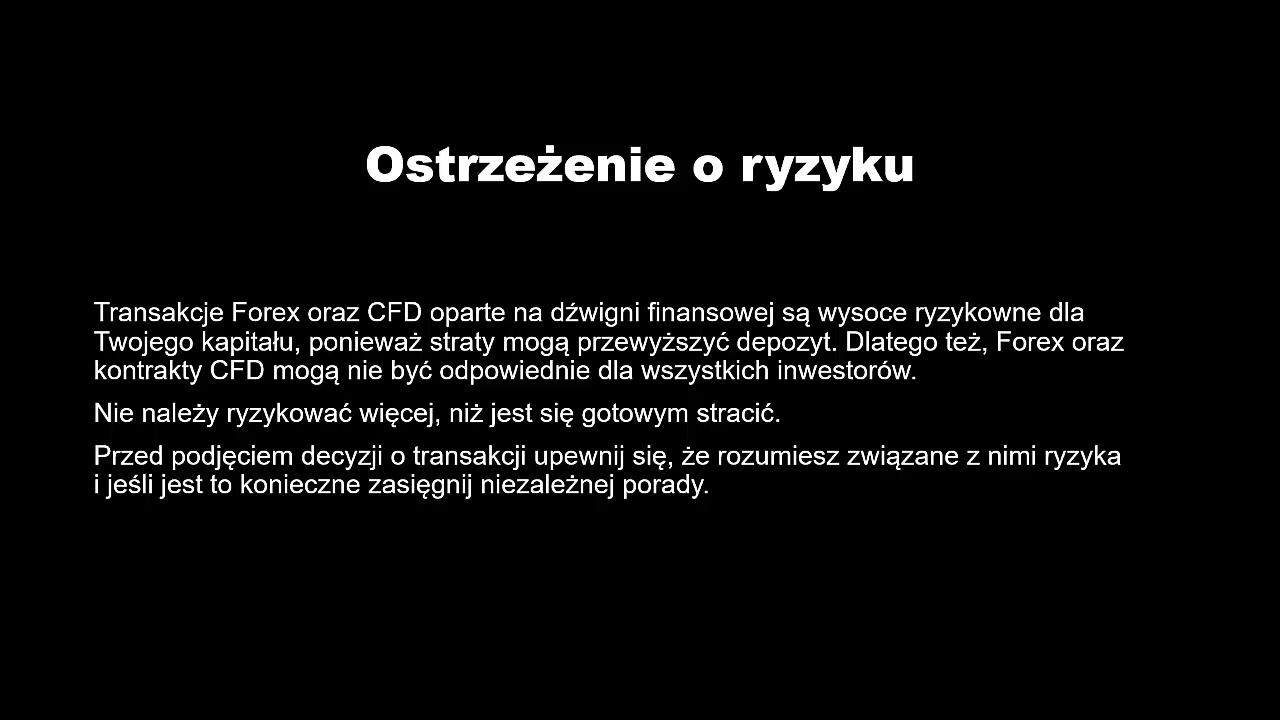 Ostrzeżenie o ryzyku
Transakcje Forex oraz CFD oparte na dźwigni finansowej są wysoce ryzykowne dla
Twojego kapitału, ponieważ straty mogą przewyższyć depozyt. Dlatego też, Forex oraz
kontrakty CFD mogą nie być odpowiednie dla wszystkich inwestorów.
Nie należy ryzykować więcej, niż jest się gotowym stracić.
Przed podjęciem decyzji o transakcji upewnij się, że rozumiesz związane z nimi ryzyka
i jeśli jest to konieczne zasięgnij niezależnej porady.